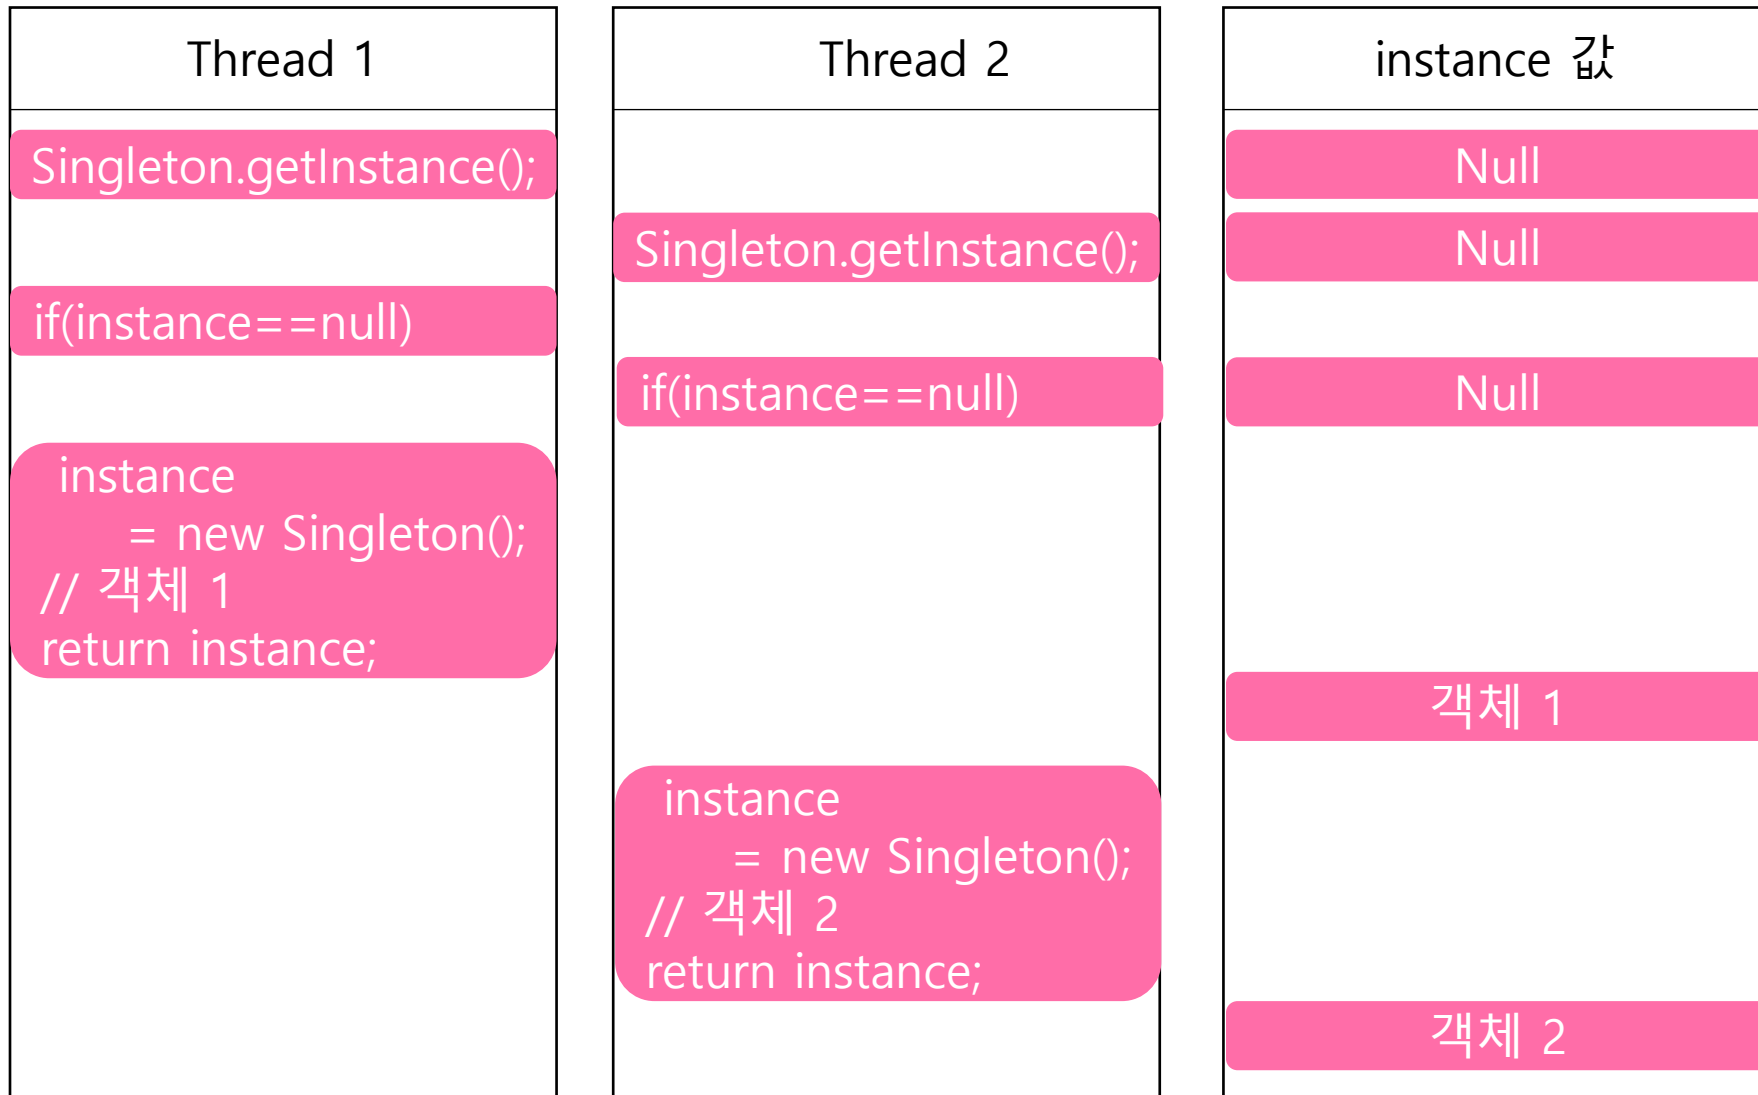 Thread 1
Thread 2
instance 값
Singleton.getInstance();
Null
Singleton.getInstance();
Null
if(instance==null)
if(instance==null)
Null
instance
= new Singleton();
// 객체 1
return instance;
객체 1
instance
= new Singleton();
// 객체 2
return instance;
객체 2